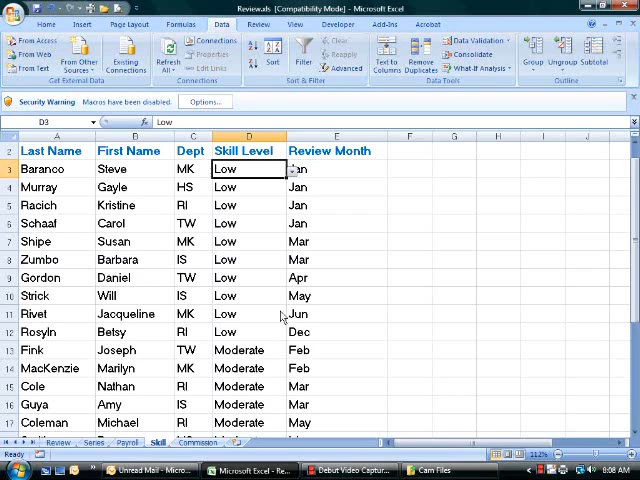 Review.xls [Compatibility Mode] - Microsoft Excel
Home Insert Page Layout Formulas Data Review View Developer Add-Ins Acrobat
From Access
From Web
From Text
From Other Sources
Existing Connections
Get External Data
Refresh All
Connections
Properties
Edit Links
Connections
Sort
Filter
Clear
Reapply
Advanced
Sort & Filter
Text to Columns
Remove Duplicates
Data Validation
Consolidate
What-If Analysis
Data Tools
Group
Ungroup
Subtotal
Outline
Security Warning Macros have been disabled. Options...
D3 Low
A B C D E F G H I J
2 Last Name First Name Dept Skill Level Review Month
3 Baranco Steve MK Low Jan
4 Murray Gayle HS Low Jan
5 Racich Kristine RI Low Jan
6 Schaaf Carol TW Low Jan
7 Shipe Susan MK Low Mar
8 Zumbo Barbara IS Low Mar
9 Gordon Daniel TW Low Apr
10 Strick Will IS Low May
11 Rivet Jacqueline MK Low Jun
12 Rosyln Betsy RI Low Dec
13 Fink Joseph TW Moderate Feb
14 MacKenzie Marilyn MK Moderate Feb
15 Cole Nathan RI Moderate Mar
16 Guya Amy IS Moderate Mar
17 Coleman Michael RI Moderate May
Review Series Payroll Skill Commission
Ready 112%
Unread Mail - Micros... Microsoft Excel - Re... Debut Video Captur... Cam Files 8:08 AM